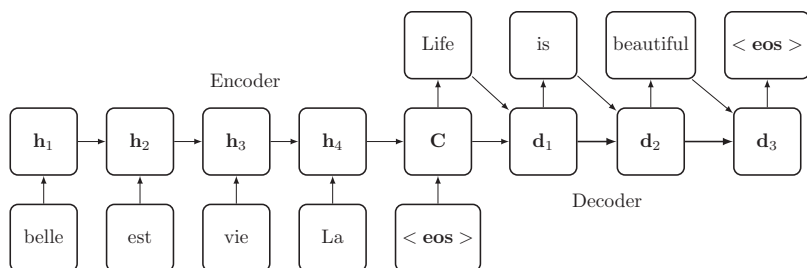 Life is beautiful < eos >
Encoder
h1 h2 h3 h4 C d1 d2 d3
Decoder
belle est vie La < eos >